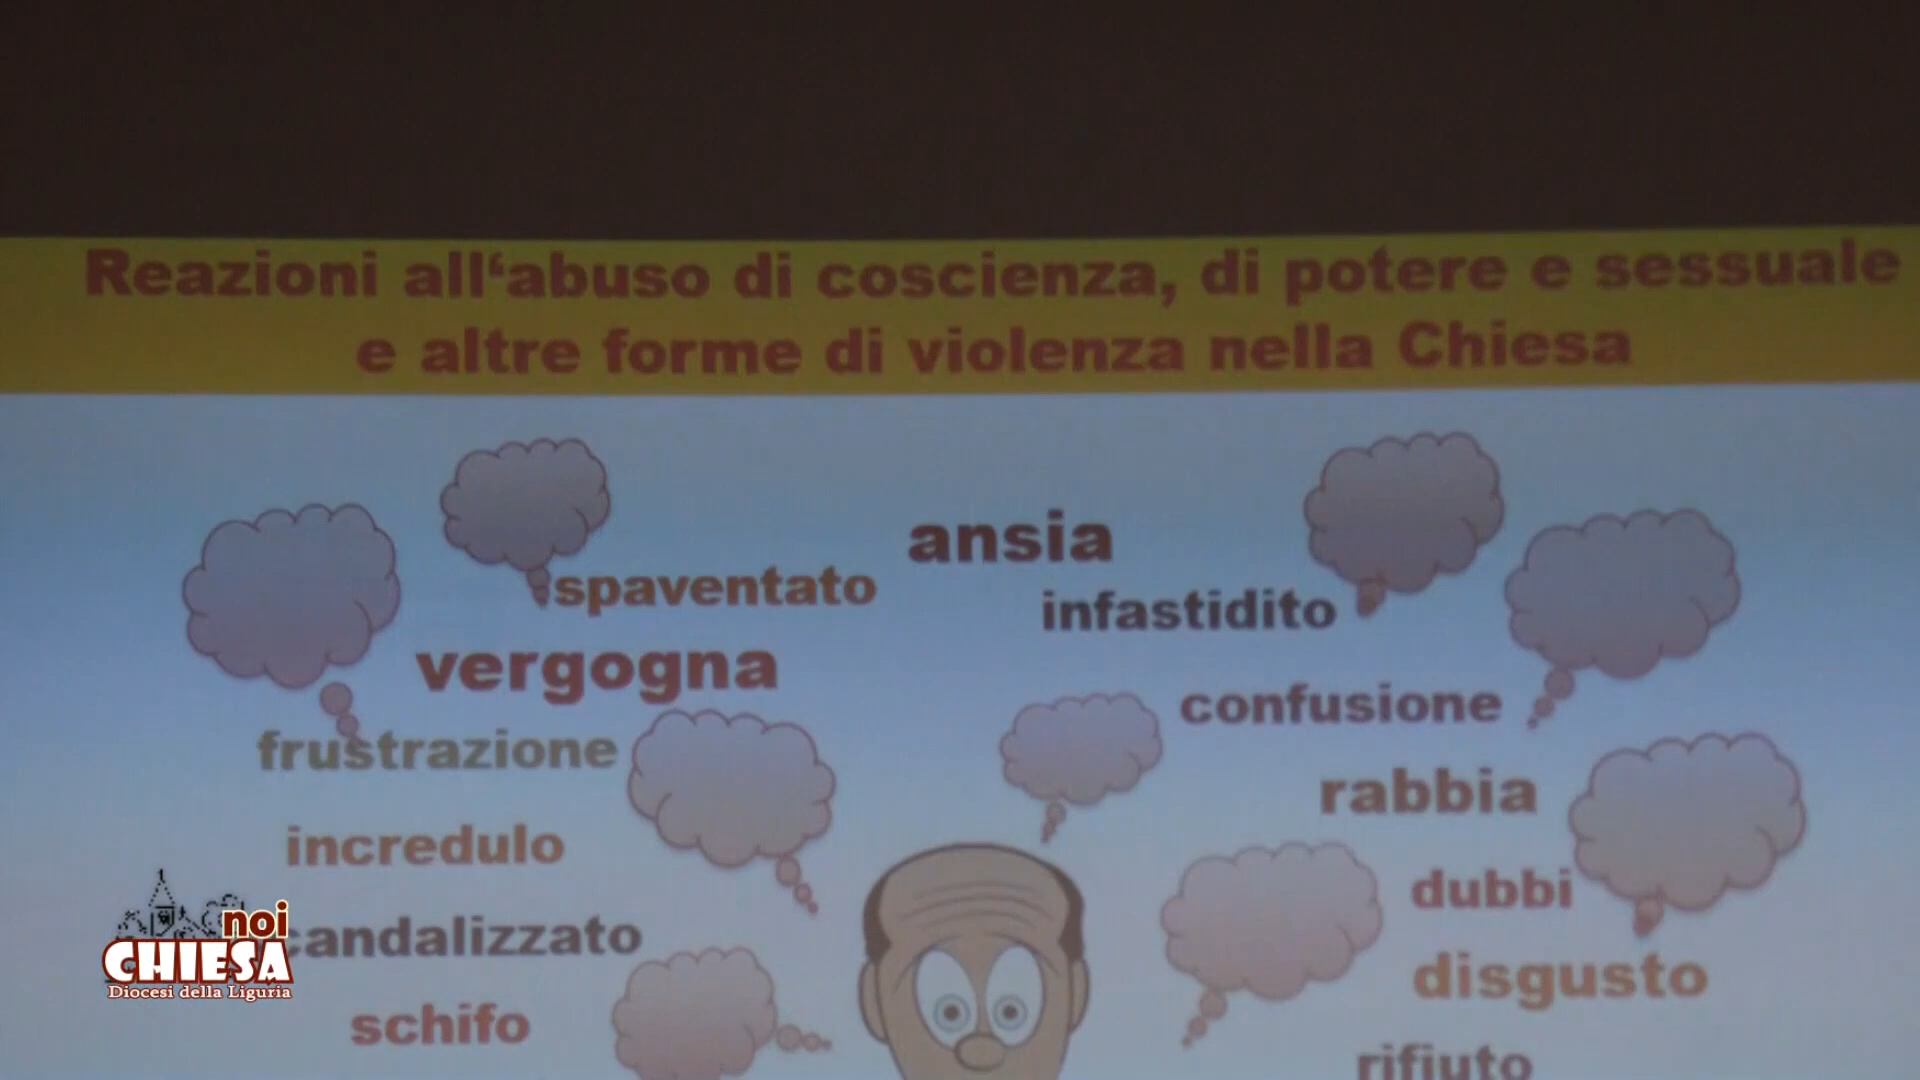 Reazioni all‘abuso di coscienza, di potere e sessuale
e altre forme di violenza nella Chiesa
ansia
spaventato
infastidito
vergogna
confusione
frustrazione
rabbia
incredulo
dubbi
candalizzato
disgusto
schifo
rifiuto
noi
CHIESA
Diocesi della Liguria